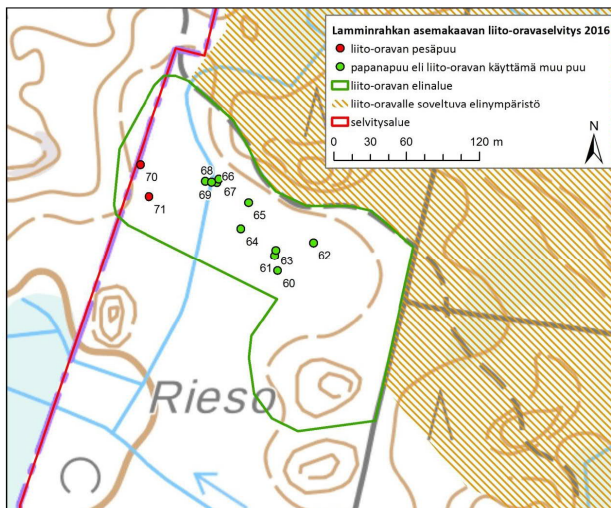 Lamminrahkan asemakaavan liito-oravaselvitys 2016
liito-oravan pesäpuu
papanapuu eli liito-oravan käyttämä muu puu
liito-oravan elinalue
liito-oravalle soveltuva elinympäristö
selvitysalue
N
0 30 60 120 m
70
71
68
66
69
67
65
64
62
63
61
60
Rieso